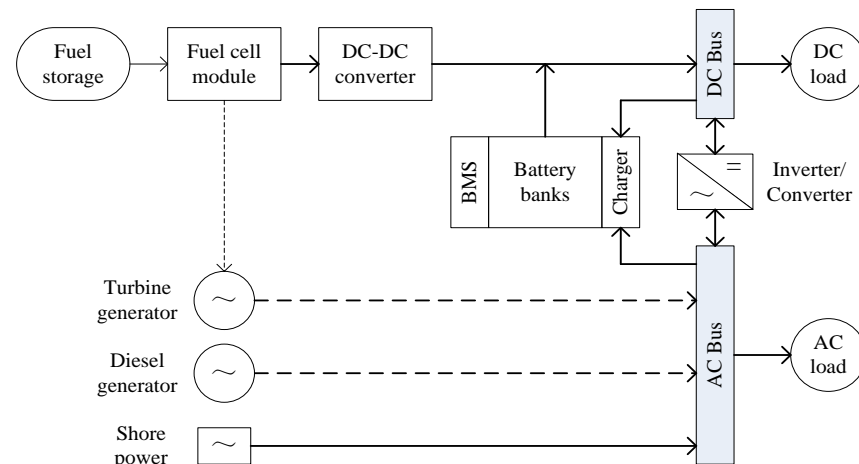 Fuel
storage
Fuel cell
module
DC-DC
converter
DC Bus
DC
load
BMS
Battery
banks
Charger
=
~
Inverter/
Converter
Turbine
generator
~
Diesel
generator
~
Shore
power
~
AC Bus
AC
load